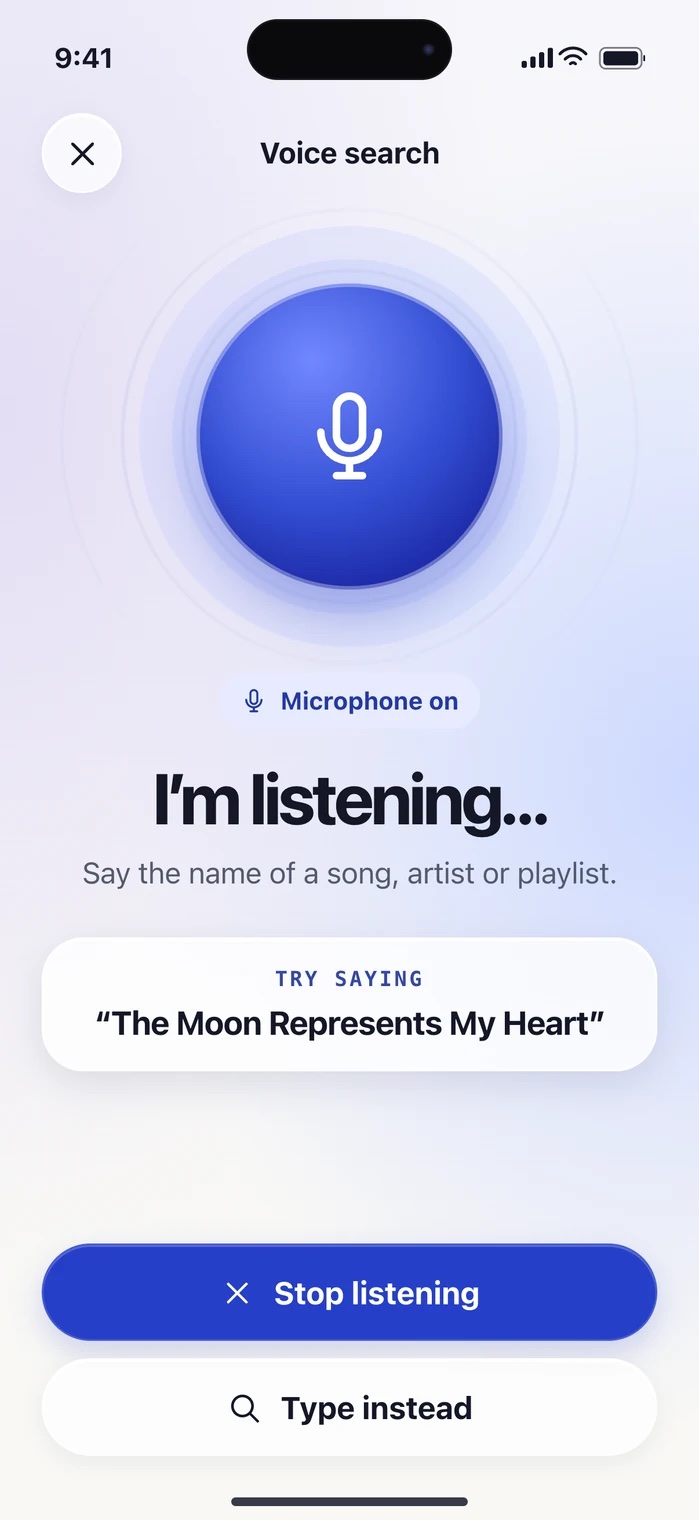 9:41
Voice search
Microphone on
I’m listening...
Say the name of a song, artist or playlist.
TRY SAYING
“The Moon Represents My Heart”
Stop listening
Type instead